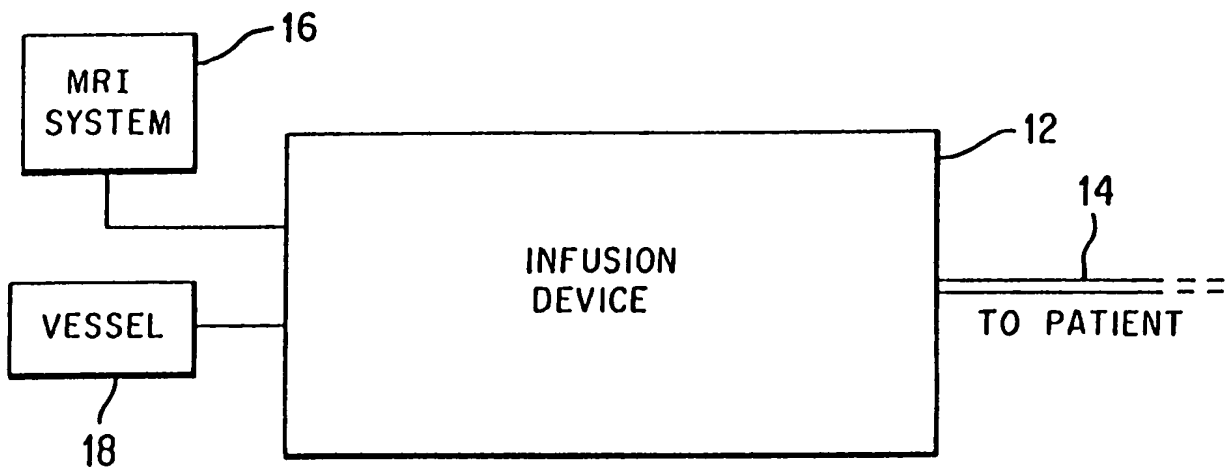 16
MRI
SYSTEM
12
14
INFUSION
DEVICE
VESSEL
TO PATIENT
18